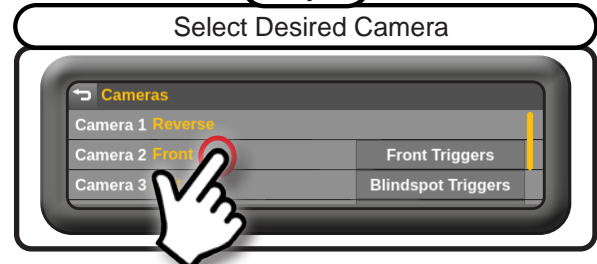 Select Desired Camera
Cameras
Camera 1 Reverse
Camera 2 Front Front Triggers
Camera 3 Blindspot Triggers